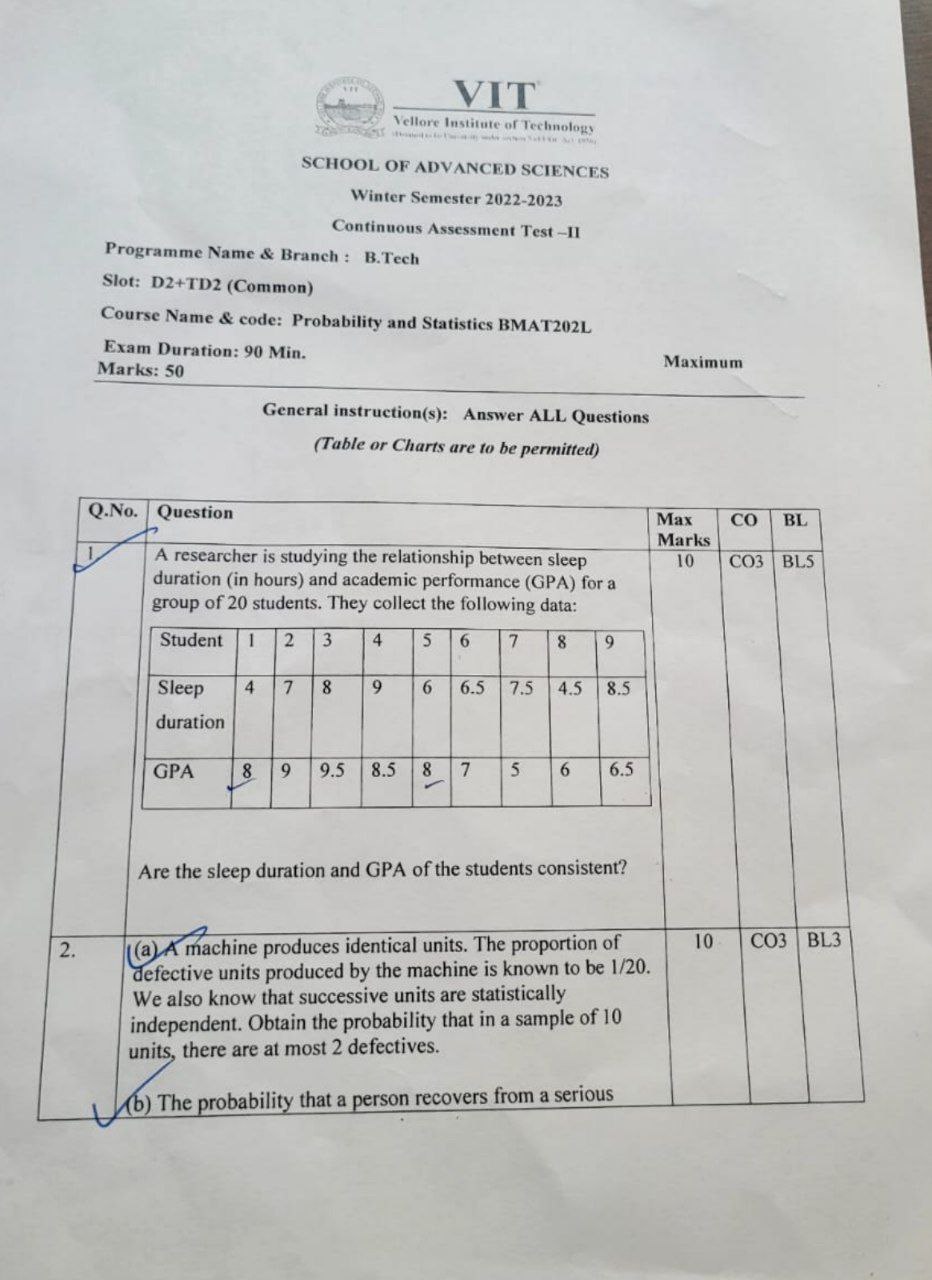 VIT
Vellore Institute of Technology
SCHOOL OF ADVANCED SCIENCES
Winter Semester 2022-2023
Continuous Assessment Test –II
Programme Name & Branch : B.Tech
Slot: D2+TD2 (Common)
Course Name & code: Probability and Statistics BMAT202L
Exam Duration: 90 Min. Maximum
Marks: 50
General instruction(s): Answer ALL Questions
(Table or Charts are to be permitted)
Q.No. Question Max Marks CO BL
1 A researcher is studying the relationship between sleep 10 CO3 BL5
duration (in hours) and academic performance (GPA) for a
group of 20 students. They collect the following data:
Student 1 2 3 4 5 6 7 8 9
Sleep duration 4 7 8 9 6 6.5 7.5 4.5 8.5
GPA 8 9 9.5 8.5 8 7 5 6 6.5
Are the sleep duration and GPA of the students consistent?
2. (a) A machine produces identical units. The proportion of 10 CO3 BL3
defective units produced by the machine is known to be 1/20.
We also know that successive units are statistically
independent. Obtain the probability that in a sample of 10
units, there are at most 2 defectives.
(b) The probability that a person recovers from a serious